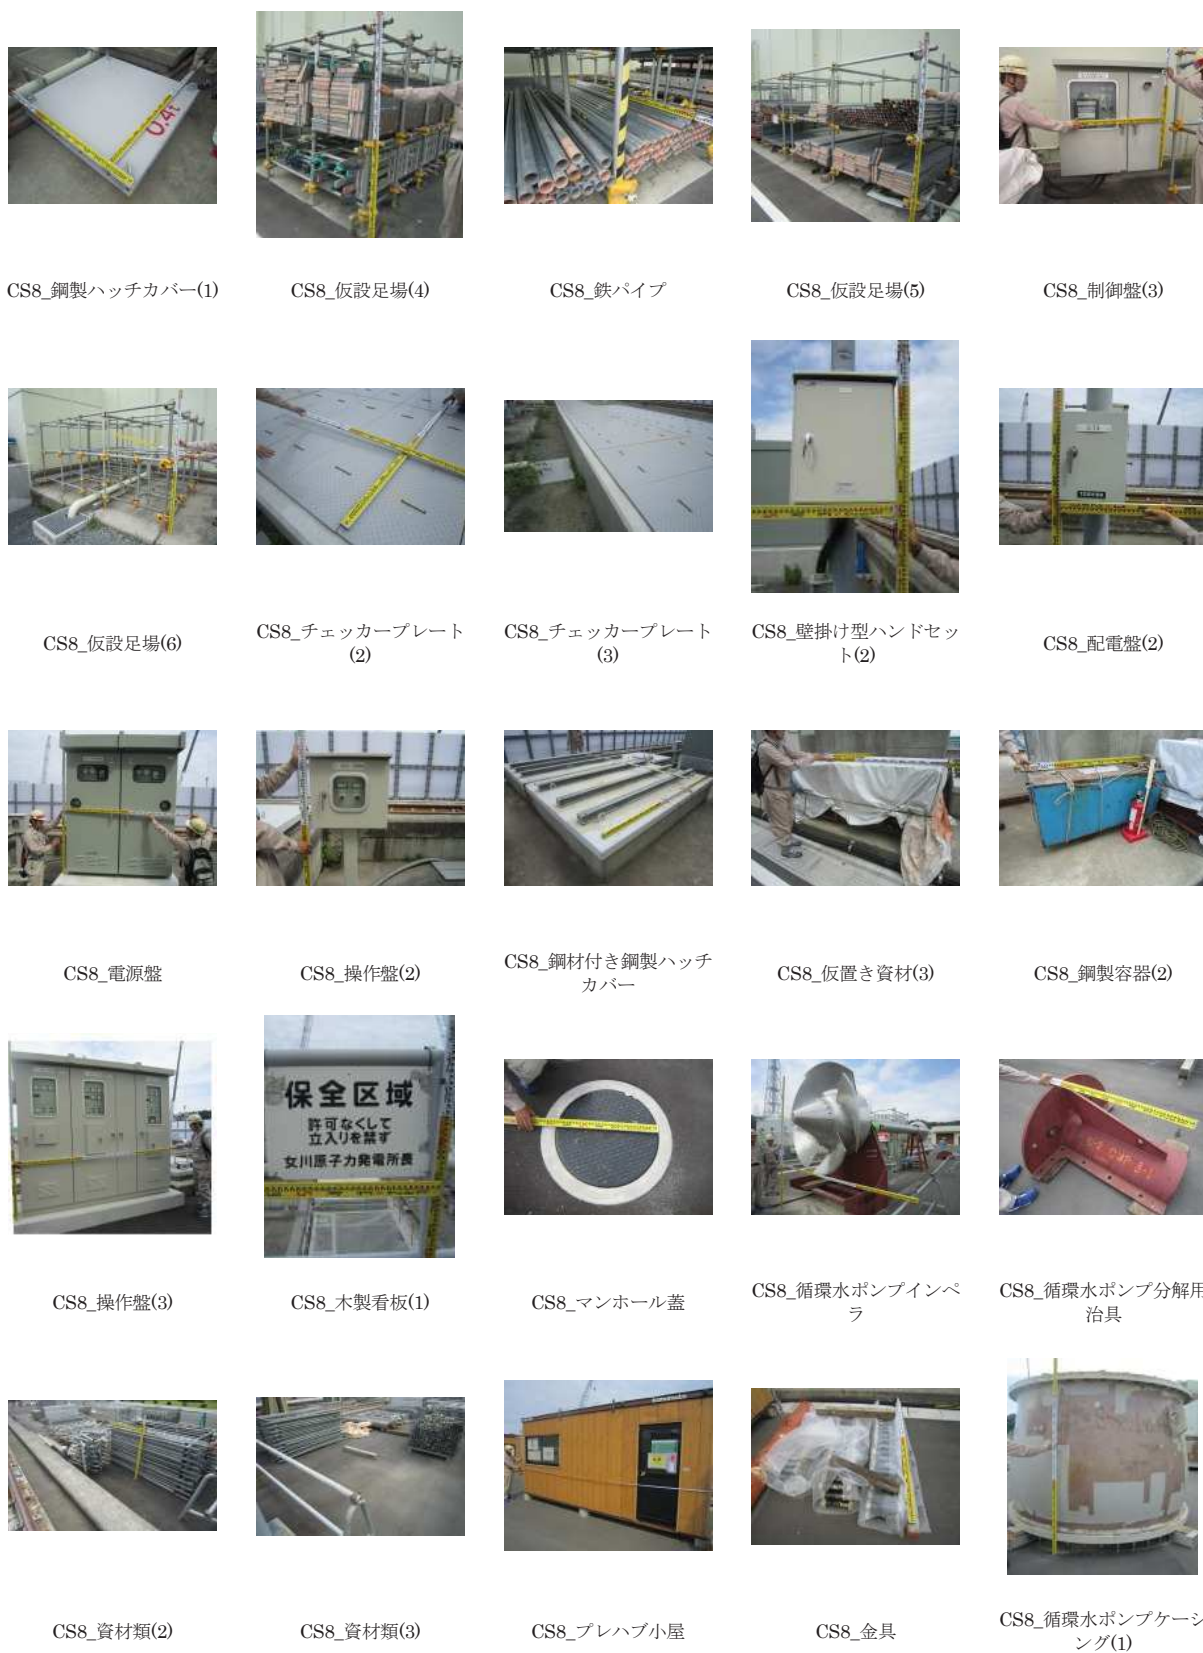 0.4t
CS8_鋼製ハッチカバー(1)
CS8_仮設足場(4)
CS8_鉄パイプ
CS8_仮設足場(5)
CS8_制御盤(3)
CS8_仮設足場(6)
CS8_チェッカープレート
(2)
CS8_チェッカープレート
(3)
CS8_壁掛け型ハンドセッ
ト(2)
CS8_配電盤(2)
CS8_電源盤
CS8_操作盤(2)
CS8_鋼材付き鋼製ハッチ
カバー
CS8_仮置き資材(3)
CS8_鋼製容器(2)
保全区域
許可なくして
立入りを禁ず
女川原子力発電所長
CS8_操作盤(3)
CS8_木製看板(1)
CS8_マンホール蓋
CS8_循環水ポンプインペ
ラ
CS8_循環水ポンプ分解用
治具
CS8_資材類(2)
CS8_資材類(3)
CS8_プレハブ小屋
CS8_金具
CS8_循環水ポンプケーシ
ング(1)